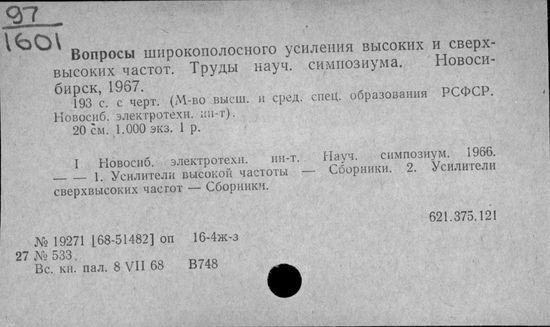 97
1601
Вопросы широкополосного усиления высоких и сверх-
высоких частот. Труды науч. симпозиума. Новоси-
бирск, 1967.
193 с. с черт. (М-во высш. и сред. спец. образования РСФСР.
Новосиб. электротехн. ин-т).
20 см. 1.000 экз. 1 р.
I Новосиб. электротехн. ин-т. Науч. симпозиум. 1966.
— — 1. Усилители высокой частоты — Сборники. 2. Усилители
сверхвысоких частот — Сборники.
621.375.121
№ 19271 [68-51482] оп 16-4ж-з
27 № 533.
Вс. кн. пал. 8 VII 68 В748